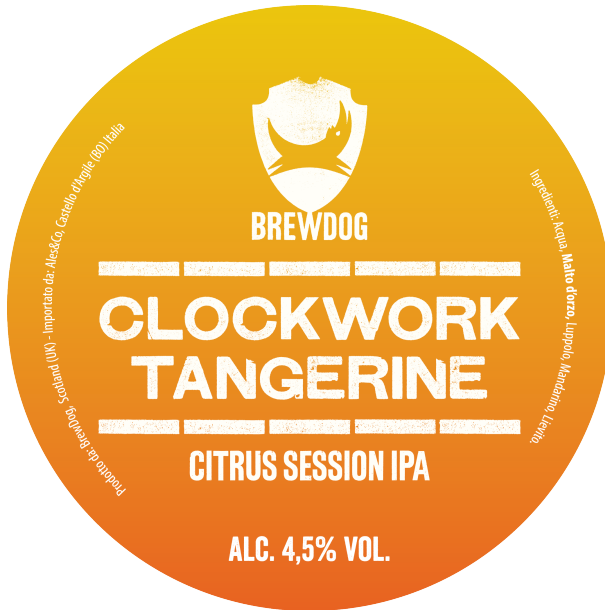 BREWDOG
CLOCKWORK
TANGERINE
CITRUS SESSION IPA
ALC. 4,5% VOL.
Prodotto da: BrewDog, Scotland (UK) - Importato da: Ales&Co, Castello d'Argile (BO) Italia
Ingredienti: Acqua, Malto d'orzo, Luppolo, Mandarino, Lievito.